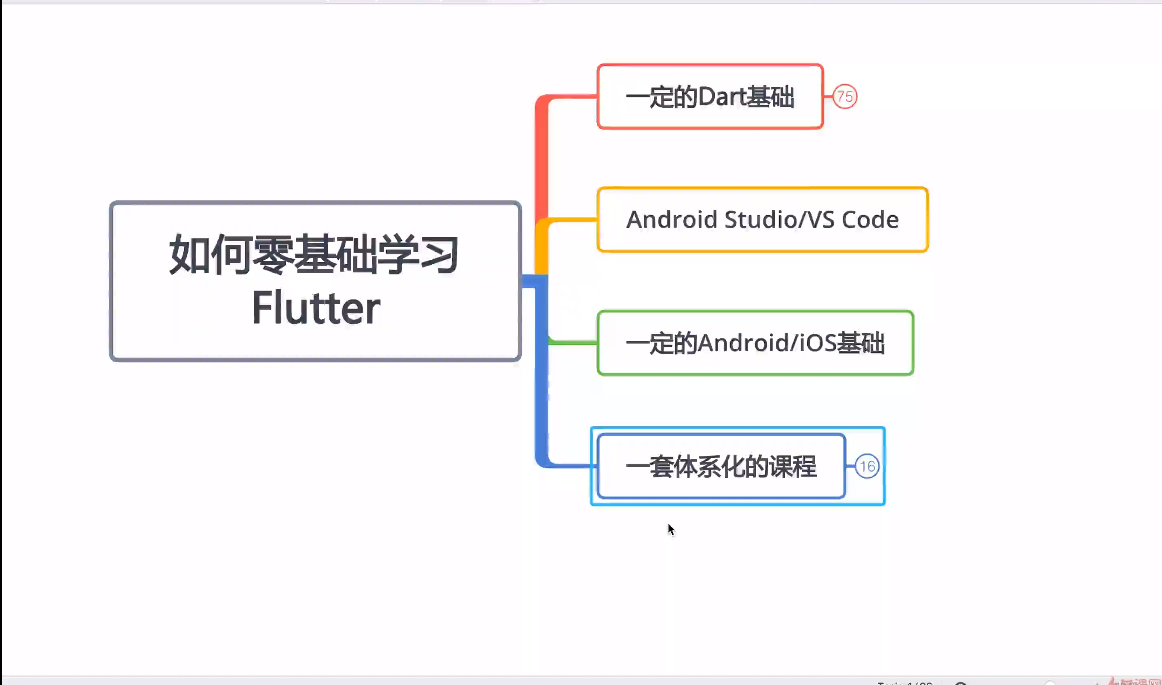 如何零基础学习
Flutter
一定的Dart基础
75
Android Studio/VS Code
一定的Android/iOS基础
一套体系化的课程
16